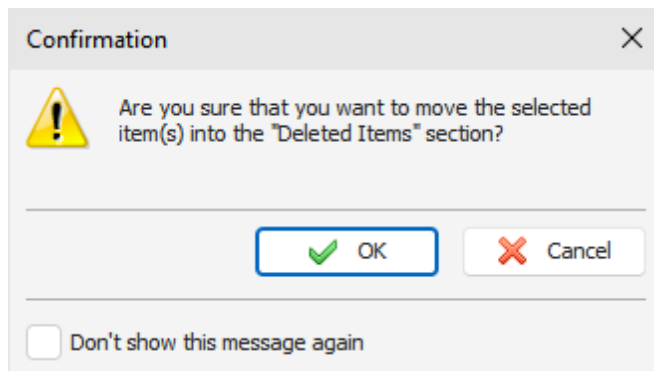 Confirmation
Are you sure that you want to move the selected
item(s) into the "Deleted Items" section?
OK
Cancel
Don't show this message again